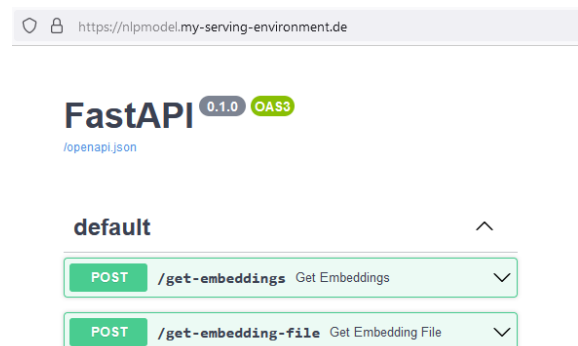 https://nlpmodel.my-serving-environment.de
FastAPI 0.1.0 OAS3
/openapi.json
default
POST /get-embeddings Get Embeddings
POST /get-embedding-file Get Embedding File